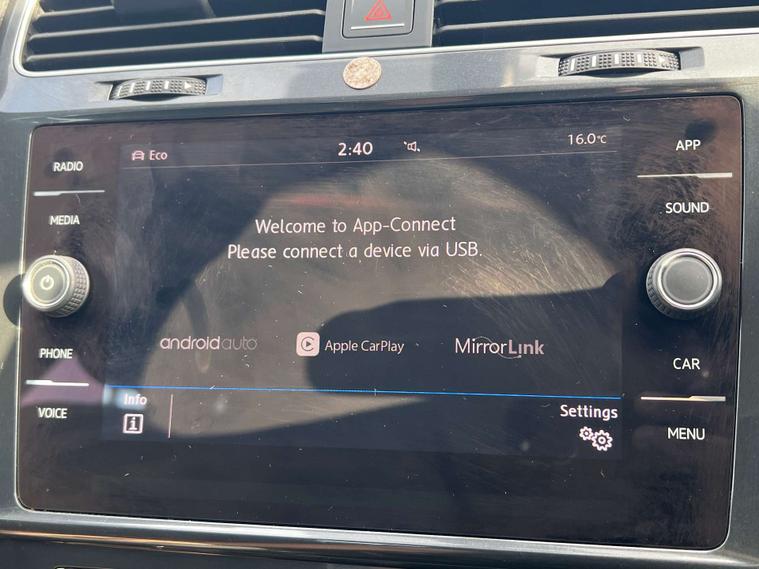 Eco 2:40 16.0°C
RADIO
MEDIA
PHONE
VOICE
Welcome to App-Connect
Please connect a device via USB.
androidauto Apple CarPlay MirrorLink
Info
Settings
APP
SOUND
CAR
MENU